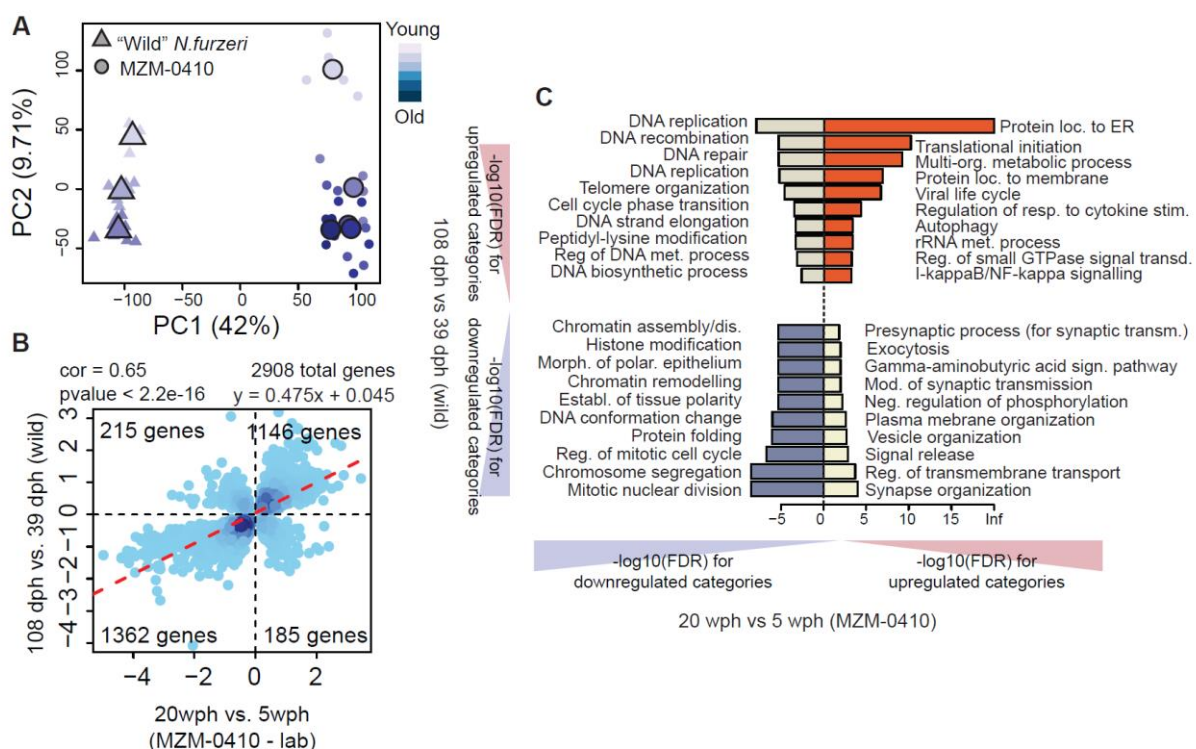 A
"Wild" N.furzeri
MZM-0410
Young
Old
PC2 (9.71%)
100
50
0
−50
−100
−50
0
50
100
PC1 (42%)
B
cor = 0.65
2908 total genes
pvalue < 2.2e-16
y = 0.475x + 0.045
108 dph vs. 39 dph (wild)
3
2
1
0
−1
−2
−3
−4
215 genes
1146 genes
1362 genes
185 genes
−4
−2
0
2
20wph vs. 5wph
(MZM-0410 - lab)
C
108 dph vs 39 dph (wild)
-log10(FDR) for
upregulated categories
-log10(FDR) for
downregulated categories
DNA replication
DNA recombination
DNA repair
DNA replication
Telomere organization
Cell cycle phase transition
DNA strand elongation
Peptidyl-lysine modification
Reg of DNA met. process
DNA biosynthetic process
Protein loc. to ER
Translational initiation
Multi-org. metabolic process
Protein loc. to membrane
Viral life cycle
Regulation of resp. to cytokine stim.
Autophagy
rRNA met. process
Reg. of small GTPase signal transd.
I-kappaB/NF-kappa signalling
Chromatin assembly/dis.
Histone modification
Morph. of polar. epithelium
Chromatin remodelling
Establ. of tissue polarity
DNA conformation change
Protein folding
Reg. of mitotic cell cycle
Chromosome segregation
Mitotic nuclear division
Presynaptic process (for synaptic transm.)
Exocytosis
Gamma-aminobutyric acid sign. pathway
Mod. of synaptic transmission
Neg. regulation of phosphorylation
Plasma mebrane organization
Vesicle organization
Signal release
Reg. of transmembrane transport
Synapse organization
−5
0
5
10
15
Inf
-log10(FDR) for
downregulated categories
-log10(FDR) for
upregulated categories
20 wph vs 5 wph (MZM-0410)